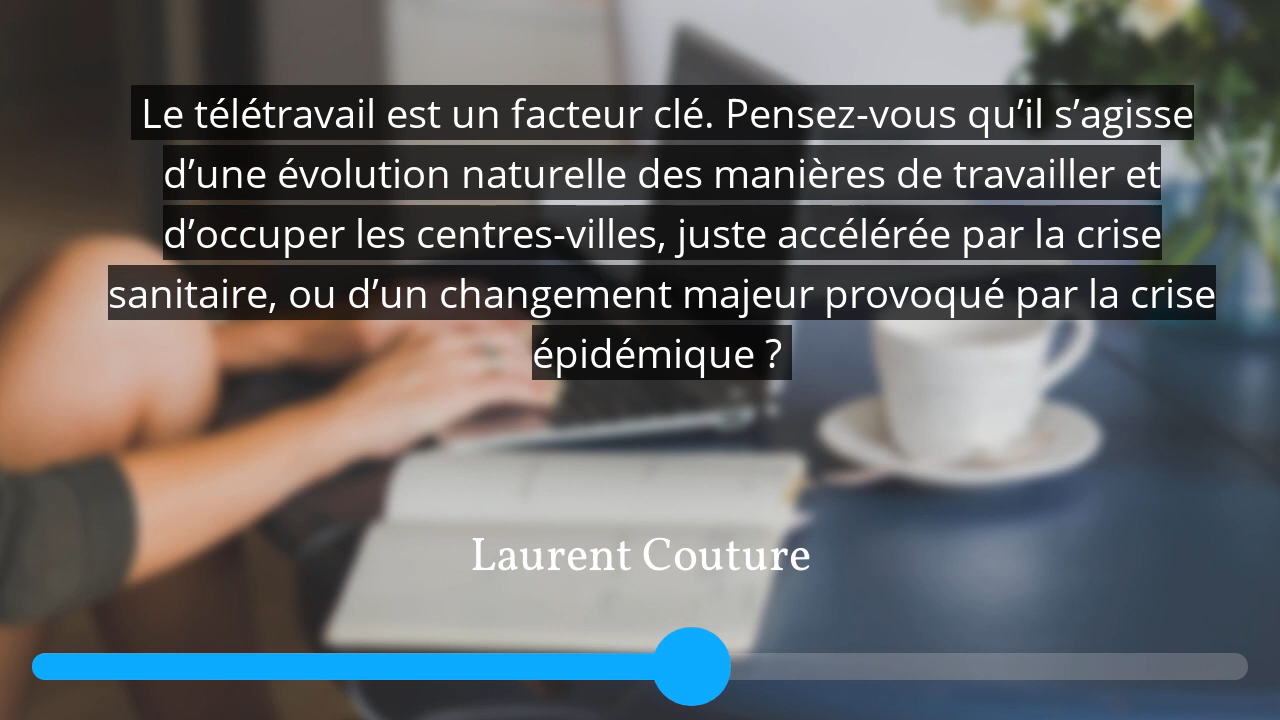 Le télétravail est un facteur clé. Pensez-vous qu’il s’agisse
d’une évolution naturelle des manières de travailler et
d’occuper les centres-villes, juste accélérée par la crise
sanitaire, ou d’un changement majeur provoqué par la crise
épidémique ?
Laurent Couture